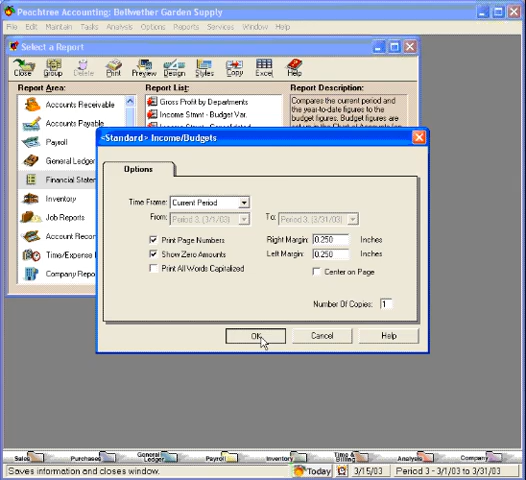 Peachtree Accounting: Bellwether Garden Supply
File Edit Maintain Tasks Analysis Options Reports Services Window Help
Select a Report
Close Group Delete Print Preview Design Styles Copy Excel Help
Report Area:
Accounts Receivable
Accounts Payable
Payroll
General Ledger
Financial Statem
Inventory
Job Reports
Account Recon
Time/Expense
Company Repo
Report List:
Gross Profit by Departments
Income Stmnt - Budget Var.
Report Description:
Compares the current period and
the year-to-date figures to the
budget figures. Budget figures
<Standard> Income/Budgets
Options
Time Frame: Current Period
From: Period 3, (3/1/03) To: Period 3, (3/31/03)
Print Page Numbers
Show Zero Amounts
Print All Words Capitalized
Right Margin: 0.250 Inches
Left Margin: 0.250 Inches
Center on Page
Number Of Copies: 1
OK Cancel Help
Sales Purchases General Ledger Payroll Inventory Time & Billing Analysis Company
Saves information and closes window.
Today 3/15/03 Period 3 - 3/1/03 to 3/31/03